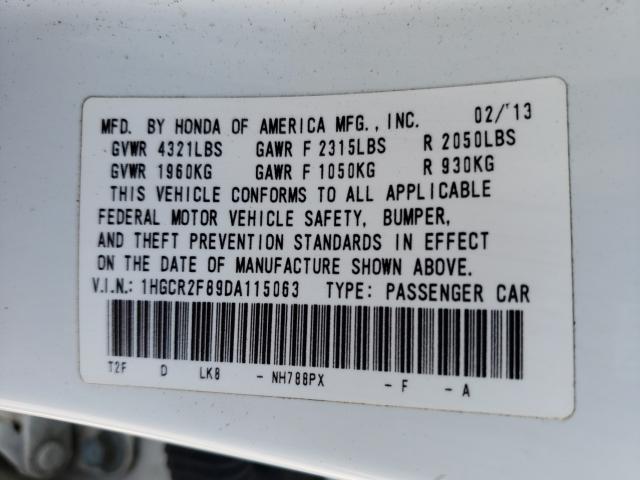 MFD. BY HONDA OF AMERICA MFG., INC. 02/'13
GVWR 4321LBS GAWR F 2315LBS R 2050LBS
GVWR 1960KG GAWR F 1050KG R 930KG
THIS VEHICLE CONFORMS TO ALL APPLICABLE
FEDERAL MOTOR VEHICLE SAFETY, BUMPER,
AND THEFT PREVENTION STANDARDS IN EFFECT
ON THE DATE OF MANUFACTURE SHOWN ABOVE.
V.I.N.: 1HGCR2F89DA115063 TYPE: PASSENGER CAR
T2F D LK8 - NH788PX - F - A